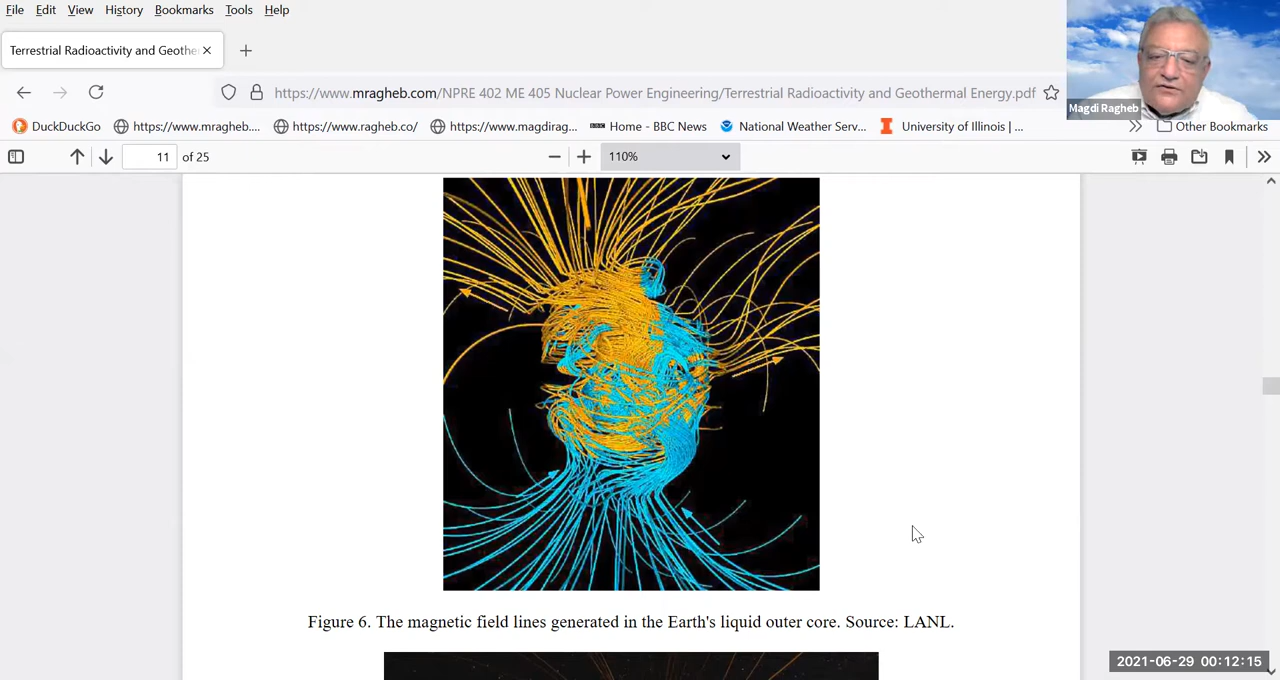 File Edit View History Bookmarks Tools Help
Terrestrial Radioactivity and Geothe
https://www.mragheb.com/NPRE 402 ME 405 Nuclear Power Engineering/Terrestrial Radioactivity and Geothermal Energy.pdf
Magdi Ragheb
DuckDuckGo https://www.mragheb.... https://www.ragheb.co/ https://www.magdirag... BBC Home - BBC News National Weather Serv... University of Illinois | ... Other Bookmarks
11 of 25 110%
Figure 6. The magnetic field lines generated in the Earth's liquid outer core. Source: LANL.
2021-06-29 00:12:15